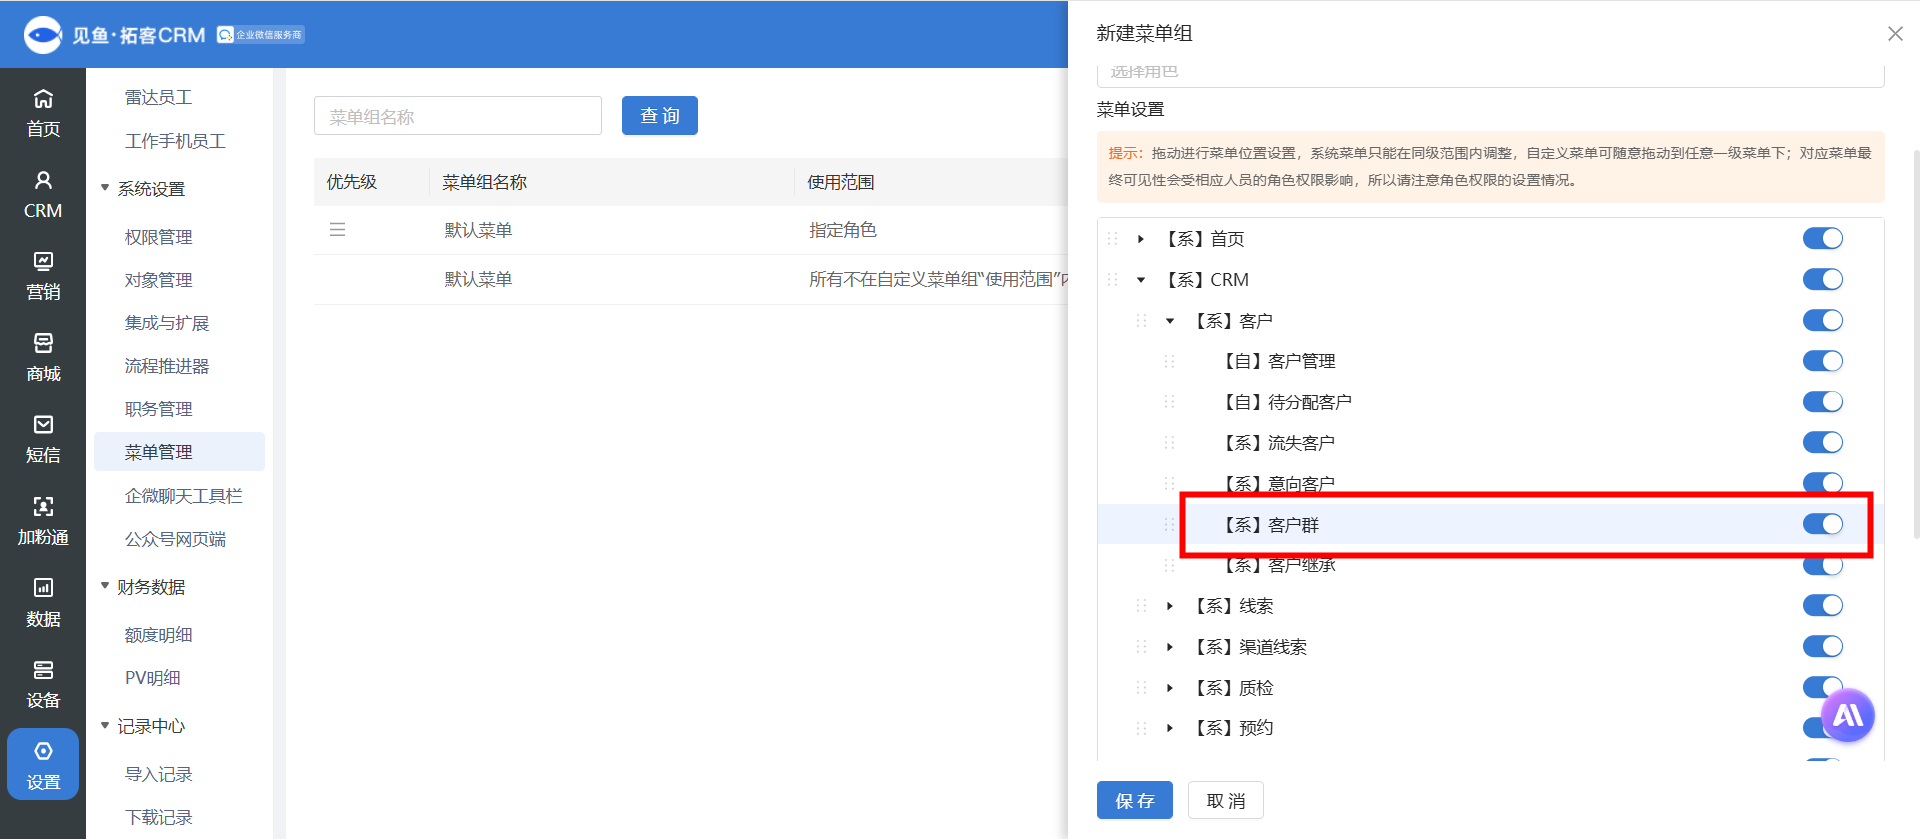 见鱼·拓客CRM
企业微信服务商
首页
CRM
营销
商城
短信
加粉通
数据
设备
设置
雷达员工
工作手机员工
系统设置
权限管理
对象管理
集成与扩展
流程推进器
职务管理
菜单管理
企微聊天工具栏
公众号网页端
财务数据
额度明细
PV明细
记录中心
导入记录
下载记录
菜单组名称
查 询
优先级 菜单组名称 使用范围
默认菜单 指定角色
默认菜单 所有不在自定义菜单组“使用范围”内
新建菜单组
选择角色
菜单设置
提示：拖动进行菜单位置设置，系统菜单只能在同级范围内调整，自定义菜单可随意拖动到任意一级菜单下；对应菜单最
终可见性会受相应人员的角色权限影响，所以请注意角色权限的设置情况。
【系】首页
【系】CRM
【系】客户
【自】客户管理
【自】待分配客户
【系】流失客户
【系】意向客户
【系】客户群
【系】客户继承
【系】线索
【系】渠道线索
【系】质检
【系】预约
AI
保 存
取 消